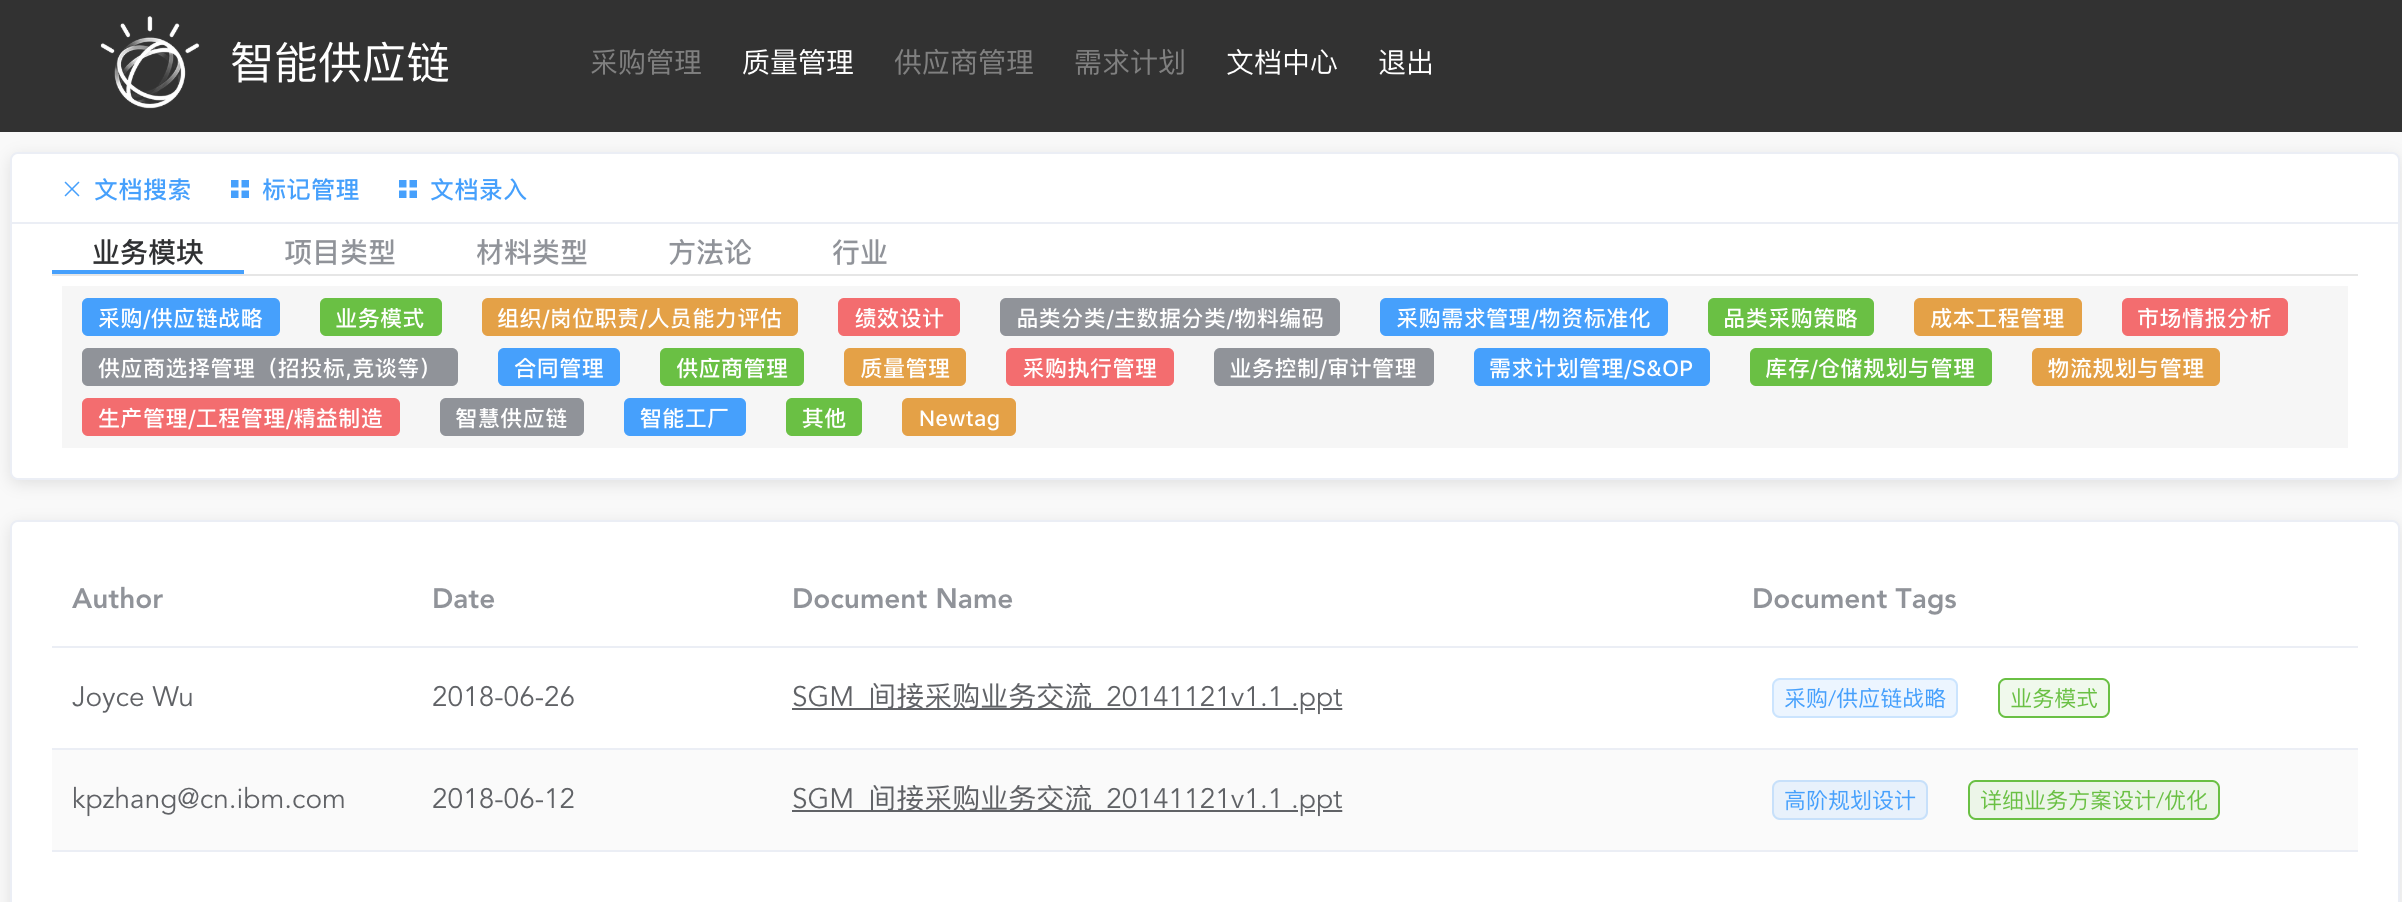 智能供应链 采购管理 质量管理 供应商管理 需求计划 文档中心 退出
文档搜索 标记管理 文档录入
业务模块 项目类型 材料类型 方法论 行业
采购/供应链战略 业务模式 组织/岗位职责/人员能力评估 绩效设计 品类分类/主数据分类/物料编码 采购需求管理/物资标准化 品类采购策略 成本工程管理 市场情报分析
供应商选择管理（招投标,竞谈等） 合同管理 供应商管理 质量管理 采购执行管理 业务控制/审计管理 需求计划管理/S&OP 库存/仓储规划与管理 物流规划与管理
生产管理/工程管理/精益制造 智慧供应链 智能工厂 其他 Newtag
Author Date Document Name Document Tags
Joyce Wu 2018-06-26 SGM_间接采购业务交流_20141121v1.1_.ppt 采购/供应链战略 业务模式
kpzhang@cn.ibm.com 2018-06-12 SGM_间接采购业务交流_20141121v1.1_.ppt 高阶规划设计 详细业务方案设计/优化